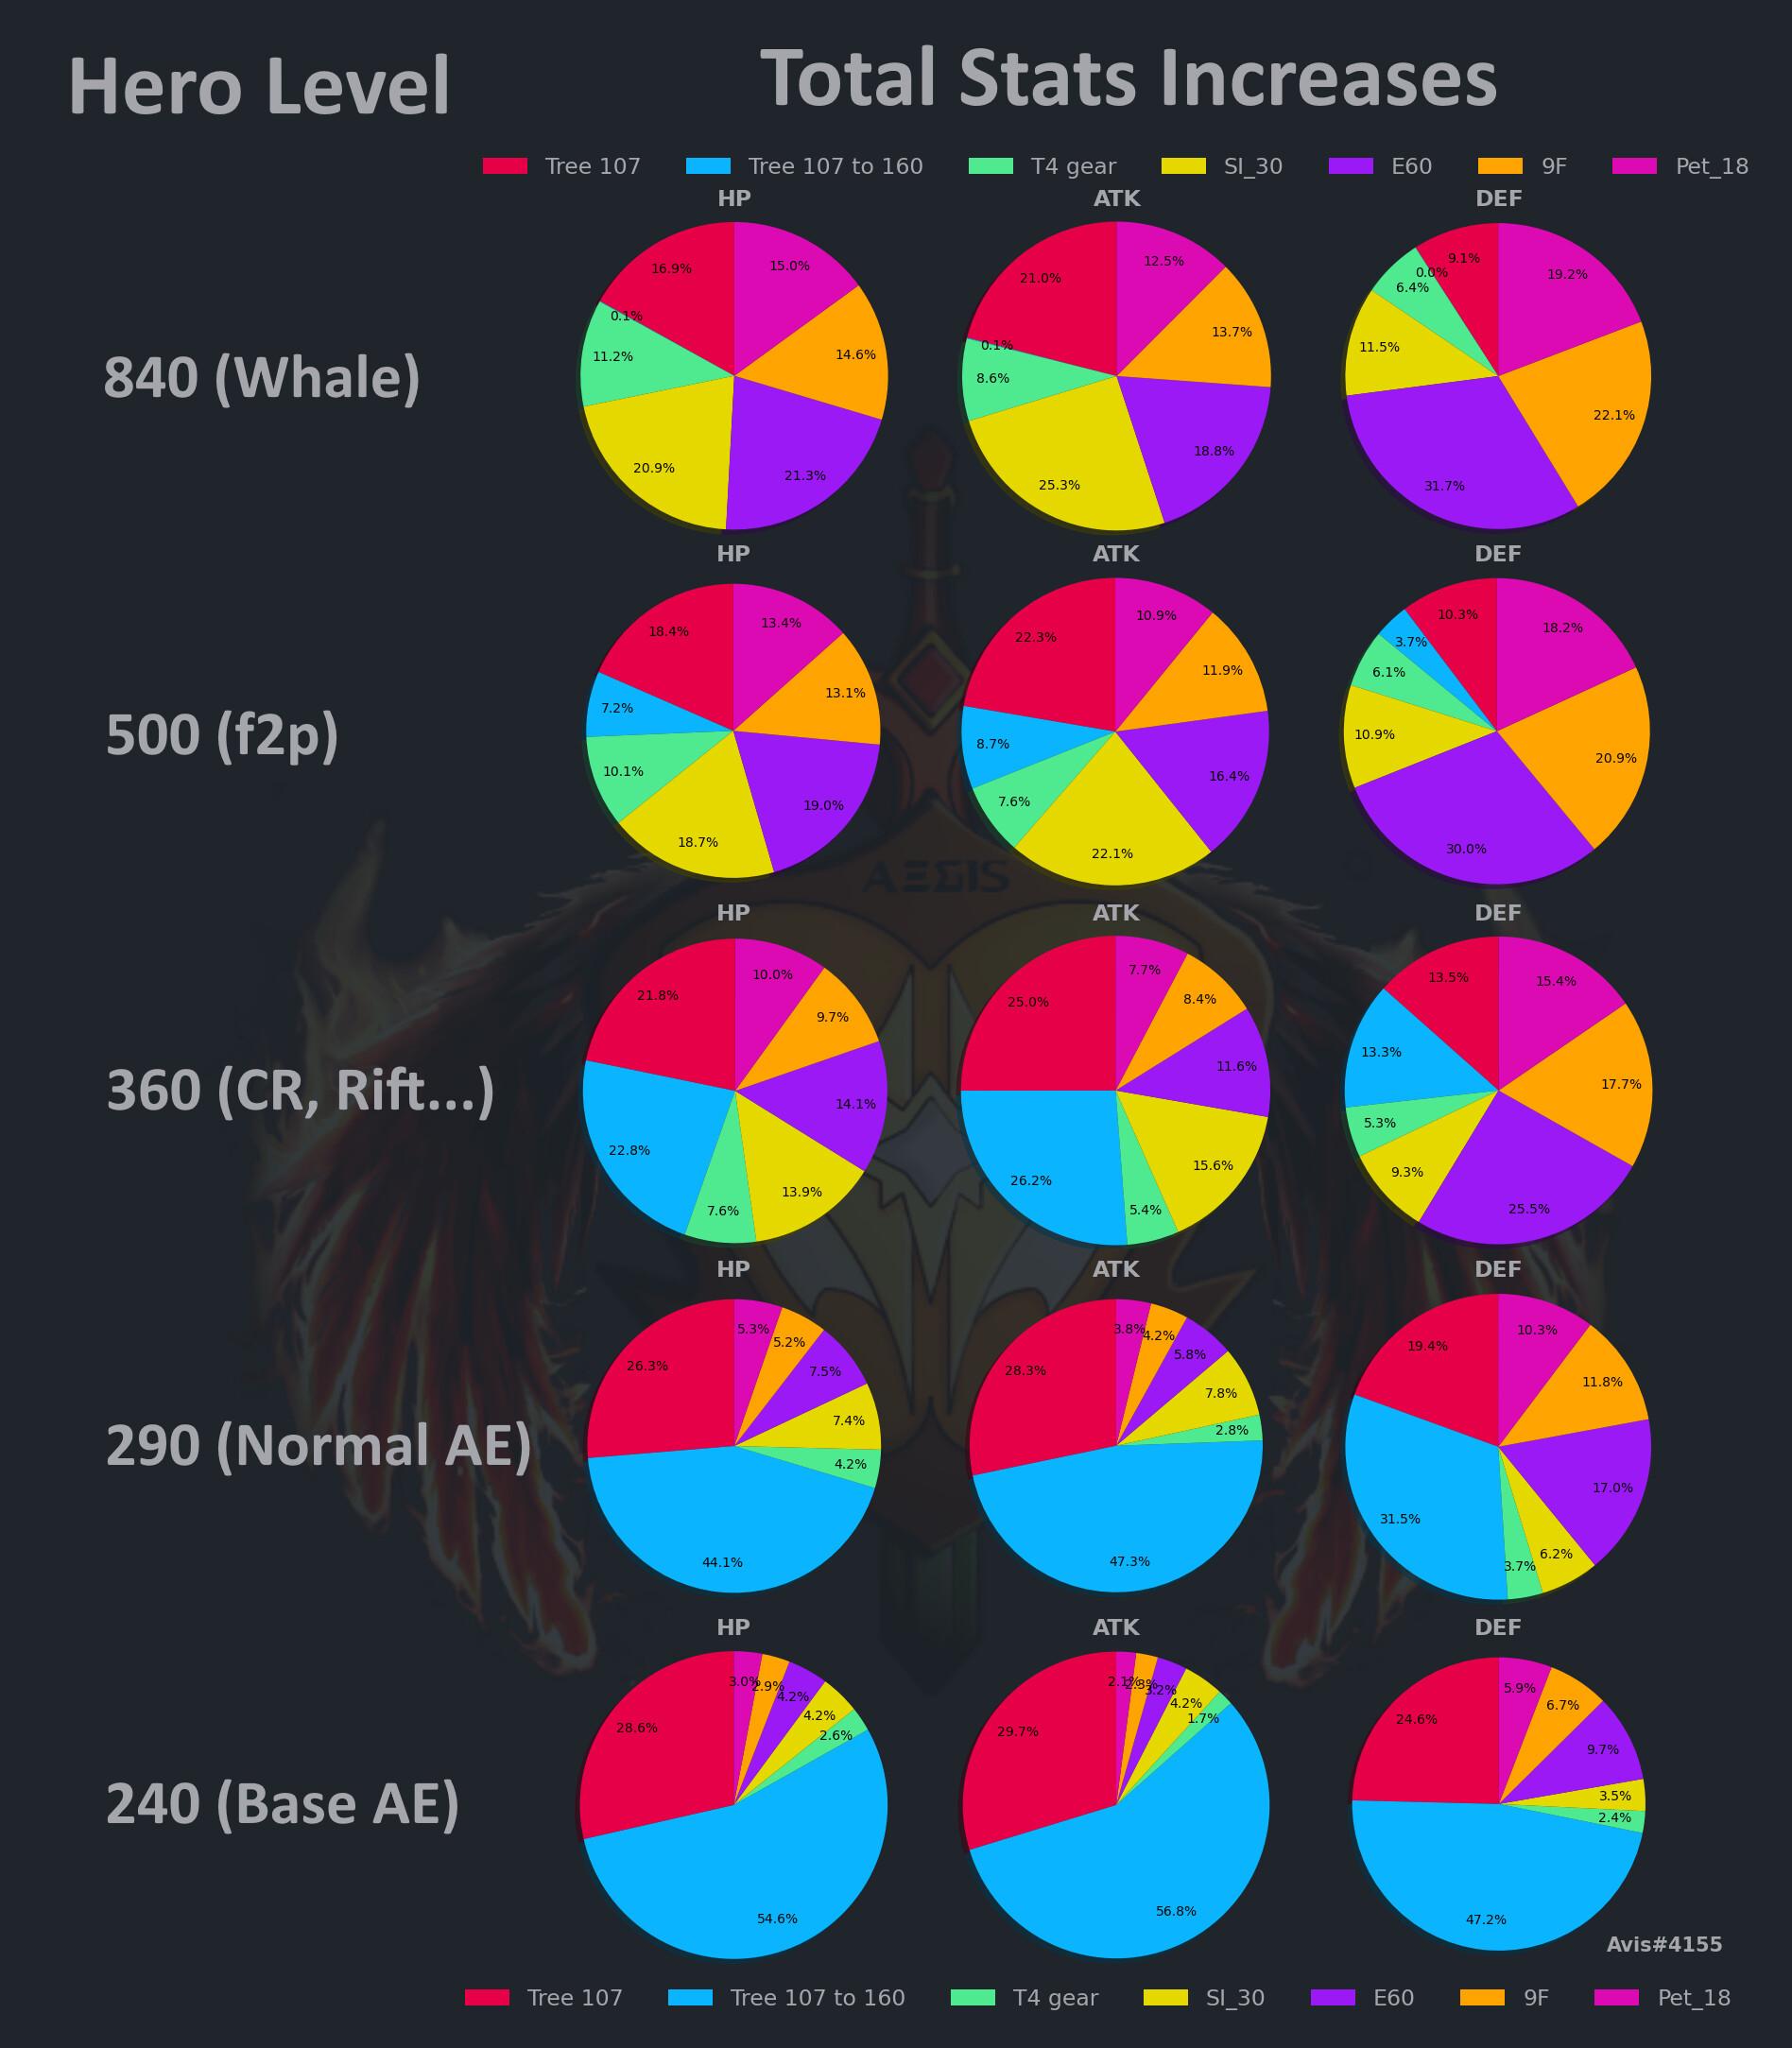 Hero Level
Total Stats Increases
Tree 107 Tree 107 to 160 T4 gear SI_30 E60 9F Pet_18
HP ATK DEF
840 (Whale)
16.9% 15.0% 0.1% 14.6% 11.2% 20.9% 21.3%
21.0% 12.5% 13.7% 0.1% 8.6% 18.8% 25.3%
9.1% 19.2% 0.0% 6.4% 11.5% 22.1% 31.7%
HP ATK DEF
500 (f2p)
18.4% 13.4% 13.1% 7.2% 10.1% 19.0% 18.7%
22.3% 10.9% 11.9% 8.7% 16.4% 7.6% 22.1%
10.3% 18.2% 3.7% 6.1% 10.9% 20.9% 30.0%
HP ATK DEF
360 (CR, Rift...)
21.8% 10.0% 9.7% 14.1% 22.8% 13.9% 7.6%
25.0% 7.7% 8.4% 11.6% 15.6% 26.2% 5.4%
13.5% 15.4% 13.3% 17.7% 5.3% 9.3% 25.5%
HP ATK DEF
290 (Normal AE)
26.3% 5.3% 5.2% 7.5% 7.4% 4.2% 44.1%
28.3% 3.8% 4.2% 5.8% 7.8% 2.8% 47.3%
19.4% 10.3% 11.8% 17.0% 31.5% 6.2% 3.7%
HP ATK DEF
240 (Base AE)
28.6% 3.0% 2.9% 4.2% 4.2% 2.6% 54.6%
29.7% 2.1% 2.3% 3.2% 4.2% 1.7% 56.8%
24.6% 5.9% 6.7% 9.7% 3.5% 2.4% 47.2%
Avis#4155
Tree 107 Tree 107 to 160 T4 gear SI_30 E60 9F Pet_18
AΞΣIS